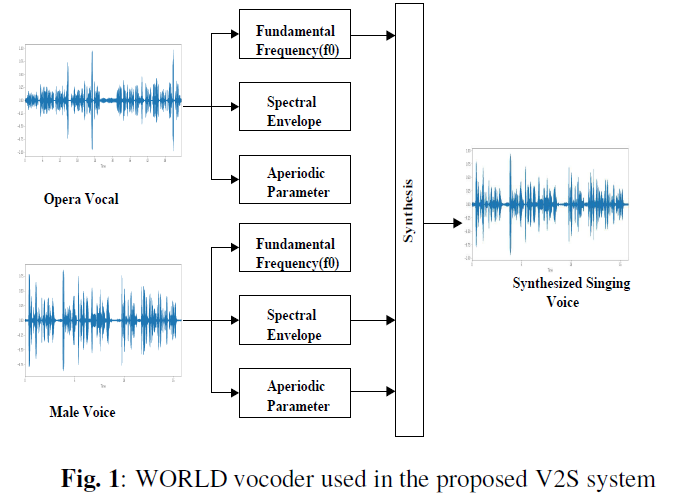 Fundamental
Frequency(f0)
Spectral
Envelope
Aperiodic
Parameter
Opera Vocal
Fundamental
Frequency(f0)
Spectral
Envelope
Aperiodic
Parameter
Male Voice
Synthesis
Synthesized Singing
Voice
Fig. 1: WORLD vocoder used in the proposed V2S system